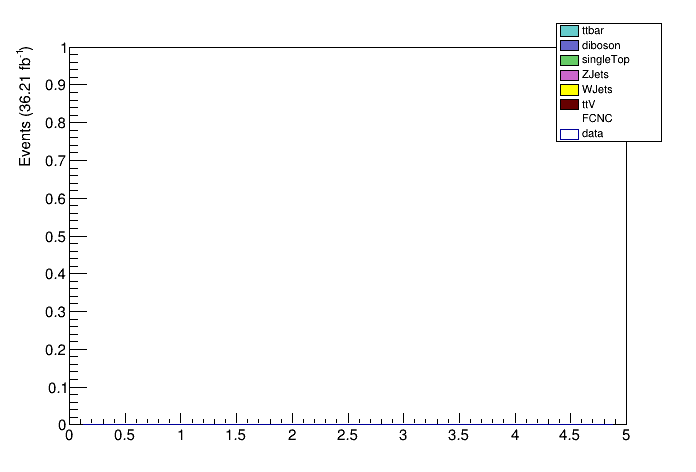 Events (36.21 fb-1)
1
0.9
0.8
0.7
0.6
0.5
0.4
0.3
0.2
0.1
0
0 0.5 1 1.5 2 2.5 3 3.5 4 4.5 5
ttbar
diboson
singleTop
ZJets
WJets
ttV
FCNC
data